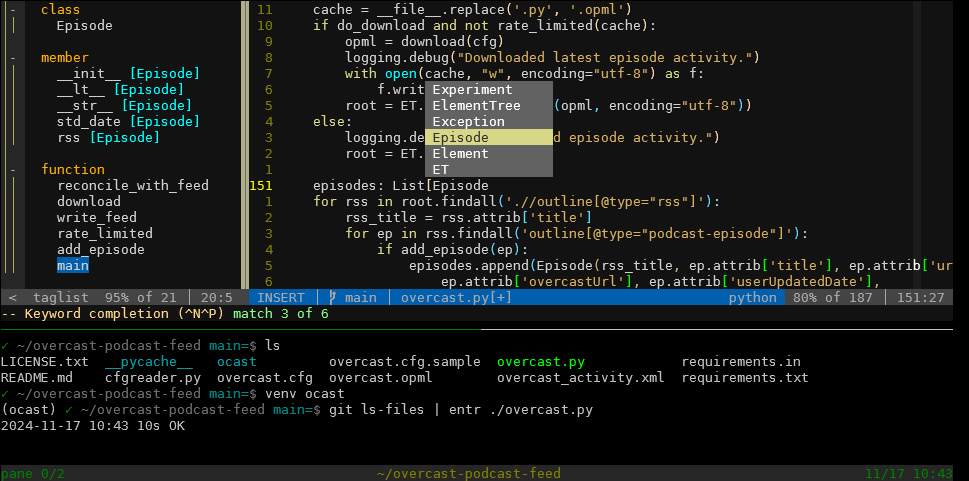 - class
Episode
- member
__init__ [Episode]
__lt__ [Episode]
__str__ [Episode]
std_date [Episode]
rss [Episode]
- function
reconcile_with_feed
download
write_feed
rate_limited
add_episode
main
11 cache = __file__.replace('.py', '.opml')
10 if do_download and not rate_limited(cache):
9 opml = download(cfg)
8 logging.debug("Downloaded latest episode activity.")
7 with open(cache, "w", encoding="utf-8") as f:
6 f.writ
5 root = ET. (opml, encoding="utf-8"))
4 else:
3 logging.de d episode activity.")
2 root = ET.
1
151 episodes: List[Episode
1 for rss in root.findall('.//outline[@type="rss"]'):
2 rss_title = rss.attrib['title']
3 for ep in rss.findall('outline[@type="podcast-episode"]'):
4 if add_episode(ep):
5 episodes.append(Episode(rss_title, ep.attrib['title'], ep.attrib['ur
6 ep.attrib['overcastUrl'], ep.attrib['userUpdatedDate'],
Experiment
ElementTree
Exception
Episode
Element
ET
< taglist 95% of 21 | 20:5 INSERT | main | overcast.py[+] python | 80% of 187 | 151:27
-- Keyword completion (^N^P) match 3 of 6
✓ ~/overcast-podcast-feed main=$ ls
LICENSE.txt __pycache__ ocast overcast.cfg.sample overcast.py requirements.in
README.md cfgreader.py overcast.cfg overcast.opml overcast_activity.xml requirements.txt
✓ ~/overcast-podcast-feed main=$ venv ocast
(ocast) ✓ ~/overcast-podcast-feed main=$ git ls-files | entr ./overcast.py
2024-11-17 10:43 10s OK
pane 0/2 ~/overcast-podcast-feed 11/17 10:43